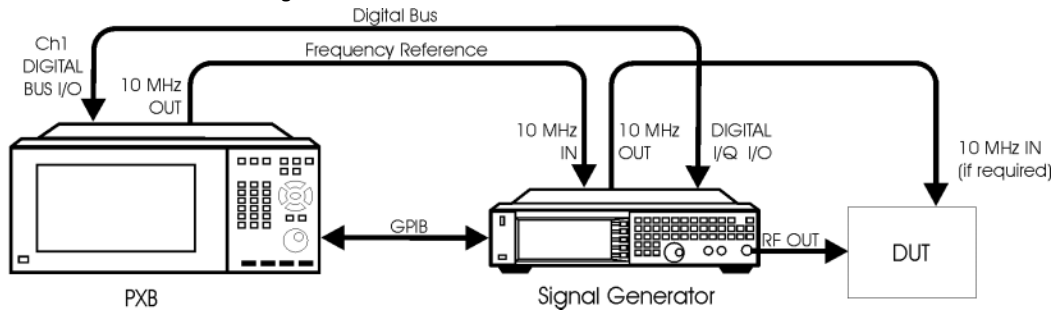 Digital Bus
Frequency Reference
Ch1
DIGITAL
BUS I/O
10 MHz
OUT
10 MHz
IN
10 MHz
OUT
DIGITAL
I/Q I/O
10 MHz IN
(if required)
GPIB
RF OUT
DUT
PXB
Signal Generator